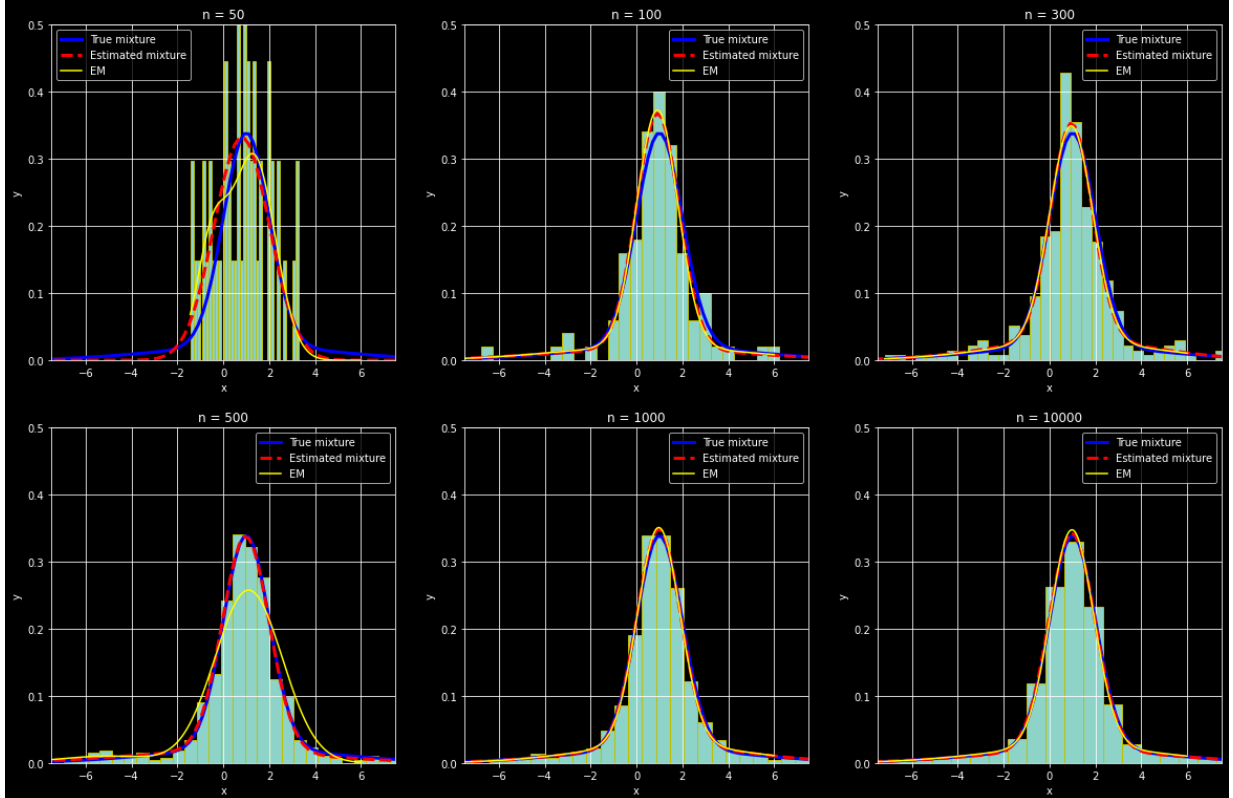 n = 50
True mixture
Estimated mixture
EM
0.5
0.4
0.3
0.2
0.1
0.0
y
−6 −4 −2 0 2 4 6
x
n = 100
True mixture
Estimated mixture
EM
0.5
0.4
0.3
0.2
0.1
0.0
y
−6 −4 −2 0 2 4 6
x
n = 300
True mixture
Estimated mixture
EM
0.5
0.4
0.3
0.2
0.1
0.0
y
−6 −4 −2 0 2 4 6
x
n = 500
True mixture
Estimated mixture
EM
0.5
0.4
0.3
0.2
0.1
0.0
y
−6 −4 −2 0 2 4 6
x
n = 1000
True mixture
Estimated mixture
EM
0.5
0.4
0.3
0.2
0.1
0.0
y
−6 −4 −2 0 2 4 6
x
n = 10000
True mixture
Estimated mixture
EM
0.5
0.4
0.3
0.2
0.1
0.0
y
−6 −4 −2 0 2 4 6
x